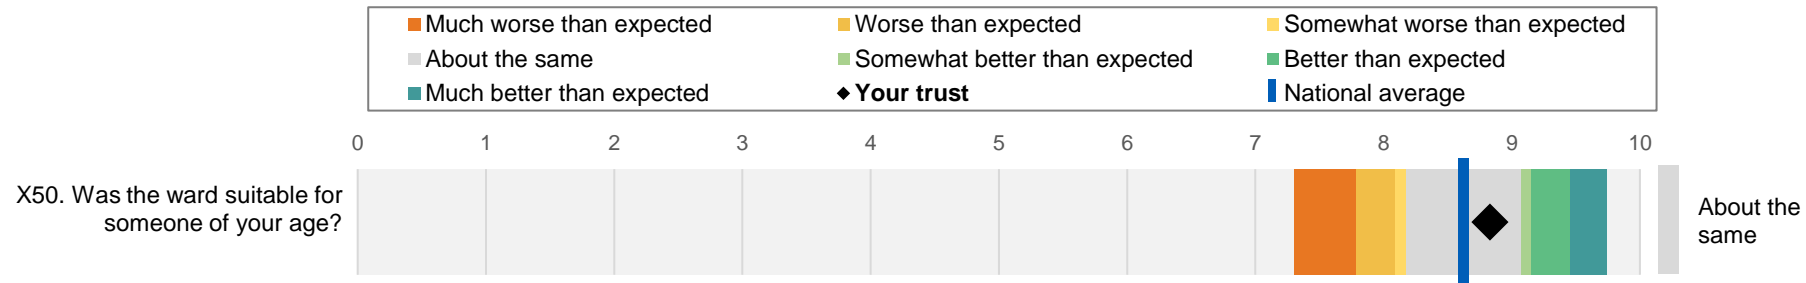 Much worse than expected
Worse than expected
Somewhat worse than expected
About the same
Somewhat better than expected
Better than expected
Much better than expected
Your trust
National average
0 1 2 3 4 5 6 7 8 9 10
X50. Was the ward suitable for
someone of your age?
About the
same